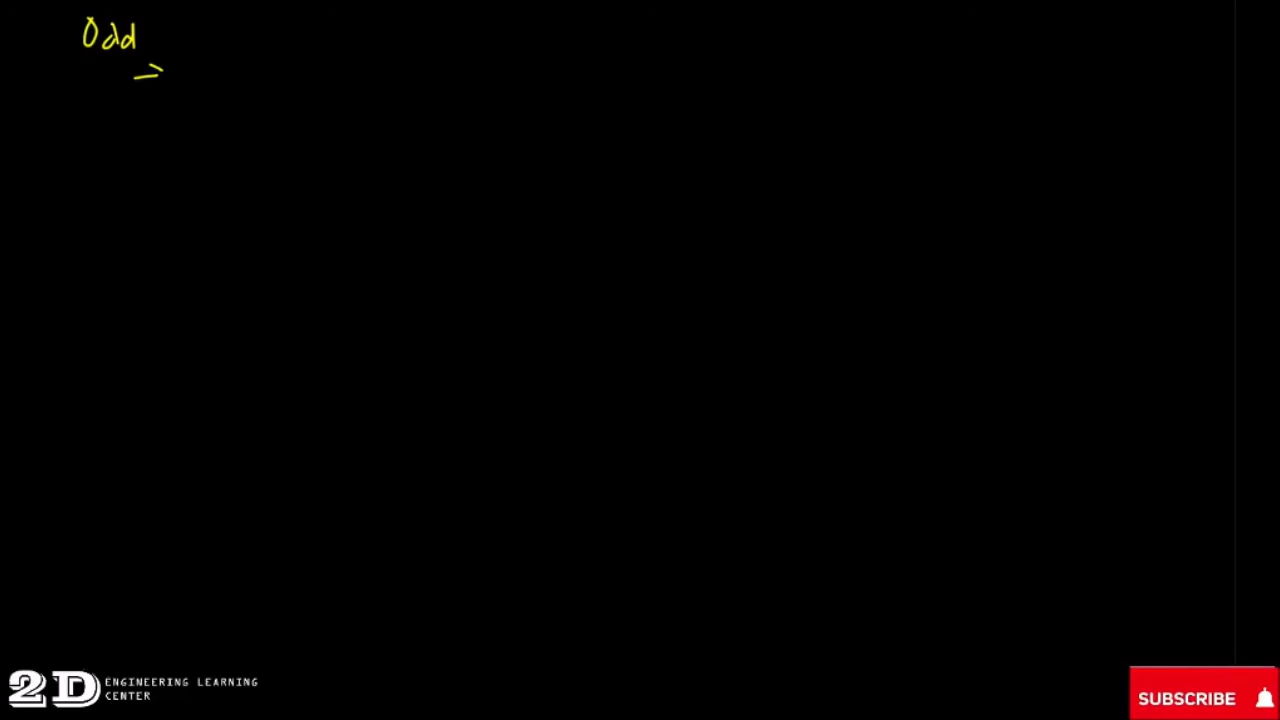 Odd
⇒
2D ENGINEERING LEARNING
CENTER
SUBSCRIBE